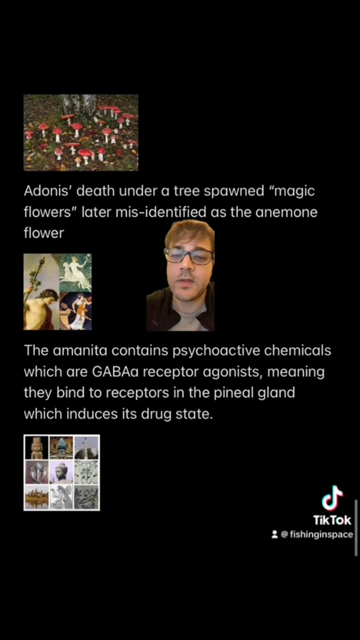 Adonis’ death under a tree spawned “magic
flowers” later mis-identified as the anemone
flower
The amanita contains psychoactive chemicals
which are GABAa receptor agonists, meaning
they bind to receptors in the pineal gland
which induces its drug state.
TikTok
@fishinginspace